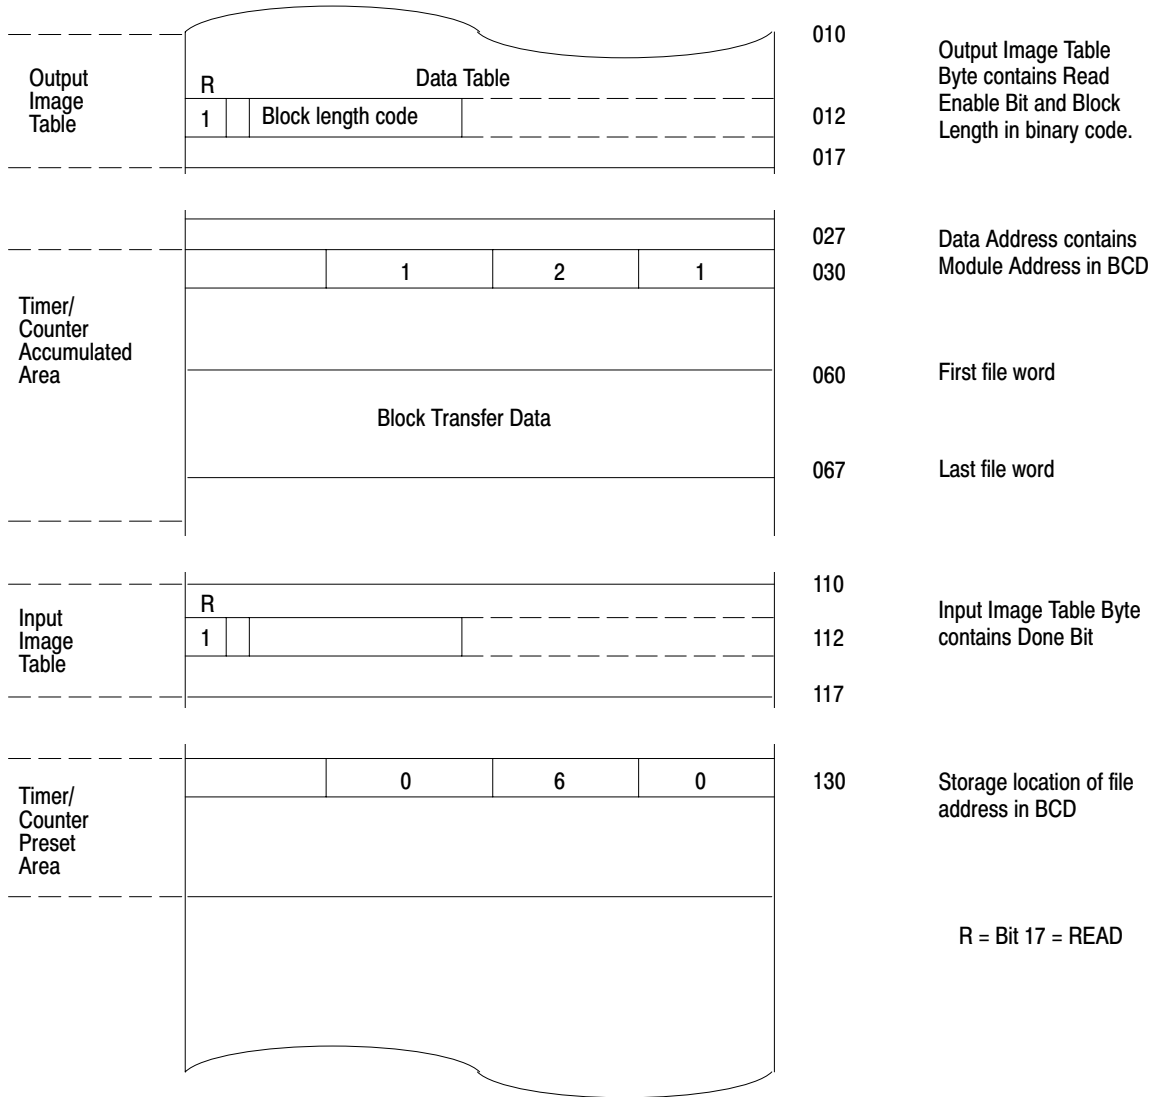 010
Output Image Table
Byte contains Read
Enable Bit and Block
Length in binary code.
Output
Image
Table
R
Data Table
1
Block length code
012
017
027
Data Address contains
Module Address in BCD
1 2 1
030
Timer/
Counter
Accumulated
Area
060
First file word
Block Transfer Data
067
Last file word
110
R
Input
Image
Table
1
112
Input Image Table Byte
contains Done Bit
117
0 6 0
130
Storage location of file
address in BCD
Timer/
Counter
Preset
Area
R = Bit 17 = READ